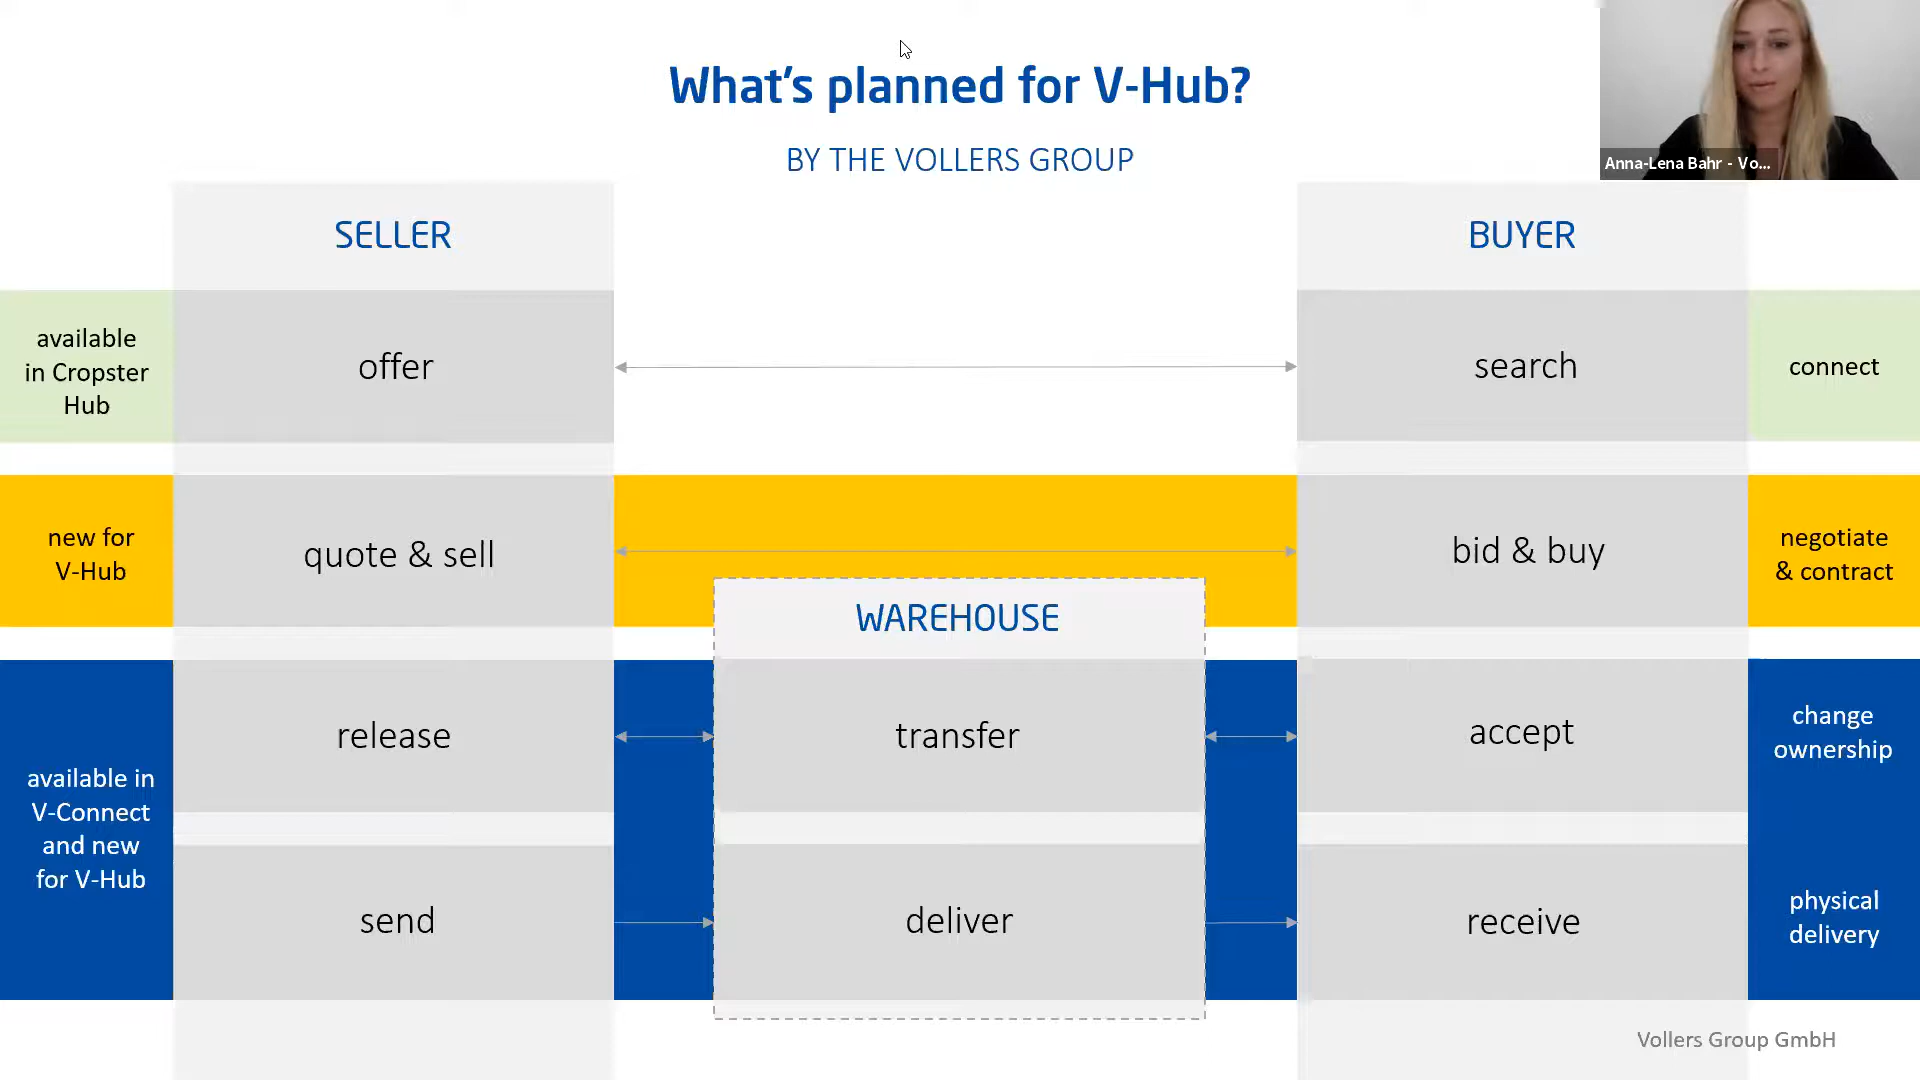 What's planned for V-Hub?
BY THE VOLLERS GROUP
Anna-Lena Bahr - Vo...
SELLER
BUYER
available
in Cropster
Hub
offer
search
connect
new for
V-Hub
quote & sell
bid & buy
negotiate
& contract
WAREHOUSE
available in
V-Connect
and new
for V-Hub
release
transfer
accept
change
ownership
send
deliver
receive
physical
delivery
Vollers Group GmbH